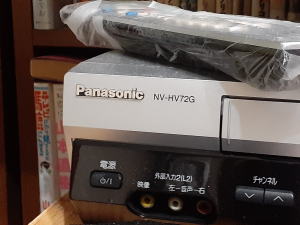 Panasonic NV-HV72G
電源
⏻/I
外部入力2(L2)
映像 左-音声-右
チャンネル